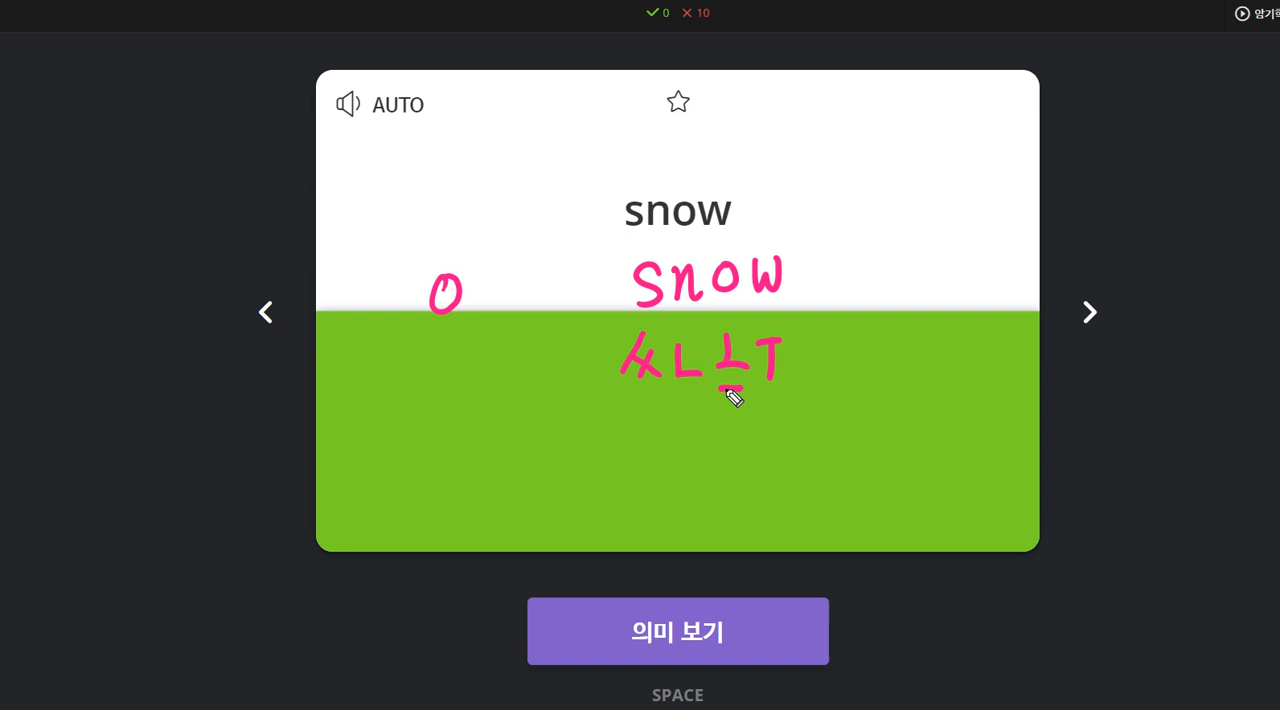 0 10
AUTO
snow
O snow
ㅆㄴㅗㅜ
의미 보기
SPACE